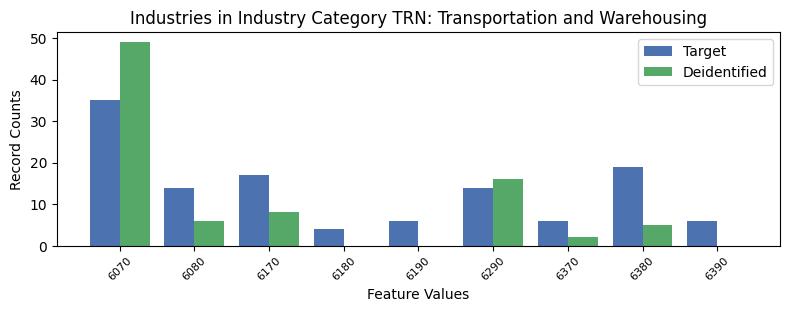 Industries in Industry Category TRN: Transportation and Warehousing
Target
Deidentified
Record Counts
50
40
30
20
10
0
6070 6080 6170 6180 6190 6290 6370 6380 6390
Feature Values